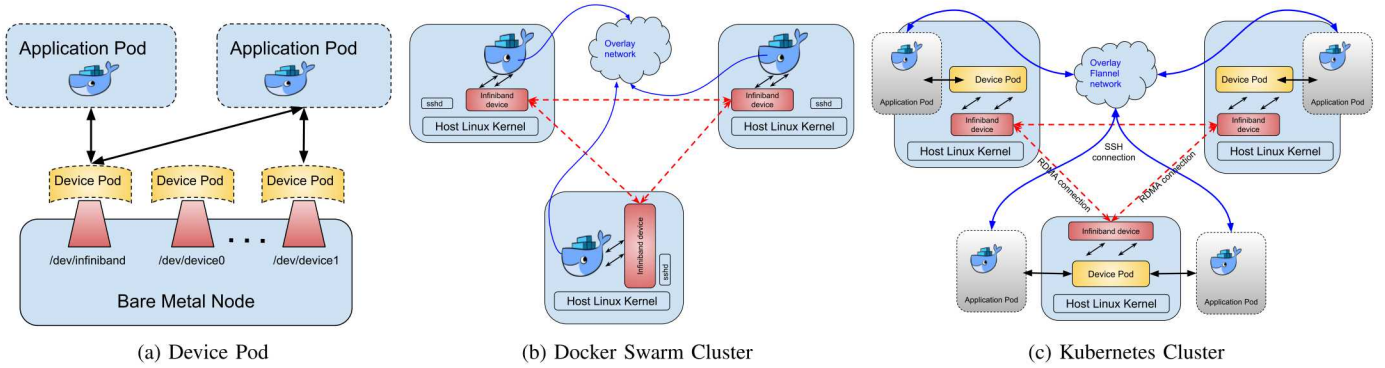 Application Pod
Application Pod
Device Pod
Device Pod
Device Pod
/dev/infiniband
/dev/device0
/dev/device1
Bare Metal Node
(a) Device Pod
Overlay
network
Infiniband
device
sshd
Host Linux Kernel
Infiniband
device
sshd
Host Linux Kernel
Infiniband device
sshd
Host Linux Kernel
(b) Docker Swarm Cluster
Application Pod
Device Pod
Infiniband
device
Host Linux Kernel
Overlay
Flannel
network
Device Pod
Application Pod
Infiniband
device
Host Linux Kernel
SSH
connection
RDMA connection
RDMA connection
Infiniband device
Device Pod
Host Linux Kernel
Application Pod
Application Pod
(c) Kubernetes Cluster